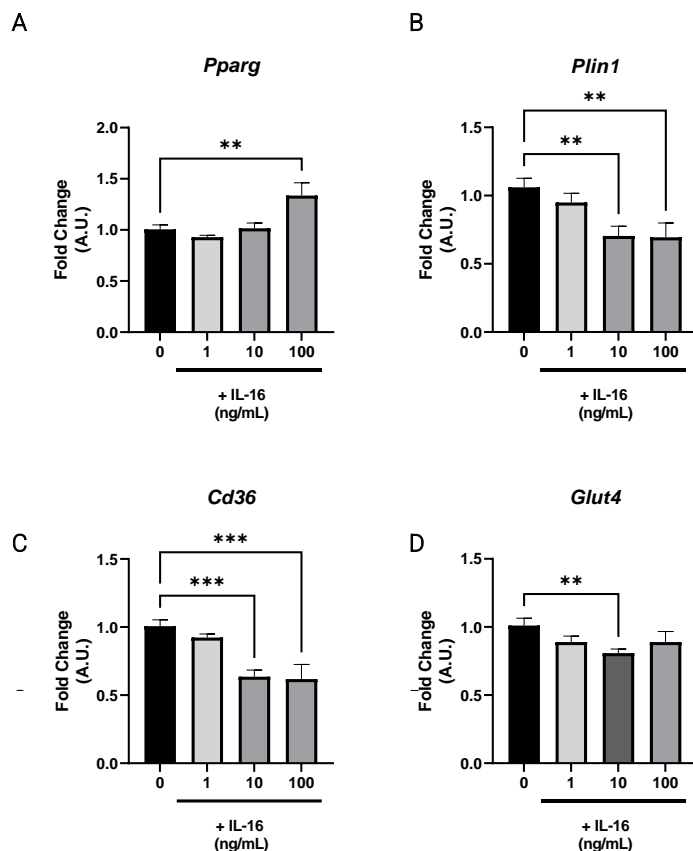 A
Pparg
Fold Change
(A.U.)
2.0
1.5
1.0
0.5
0.0
**
0 1 10 100
+ IL-16
(ng/mL)
B
Plin1
Fold Change
(A.U.)
1.5
1.0
0.5
0.0
**
**
0 1 10 100
+ IL-16
(ng/mL)
C
Cd36
Fold Change
(A.U.)
1.5
1.0
0.5
0.0
***
***
0 1 10 100
+ IL-16
(ng/mL)
D
Glut4
Fold Change
(A.U.)
1.5
1.0
0.5
0.0
**
0 1 10 100
+ IL-16
(ng/mL)